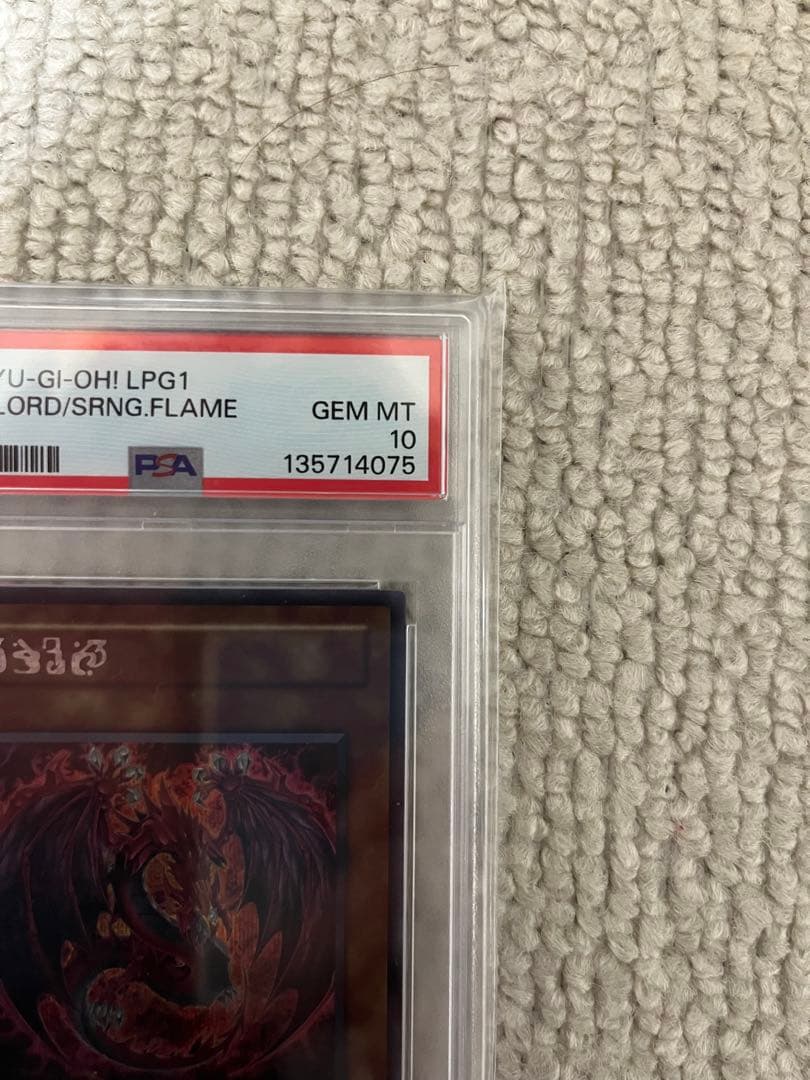 YU-GI-OH! LPG1
LORD/SRNG.FLAME
GEM MT
10
PSA
135714075